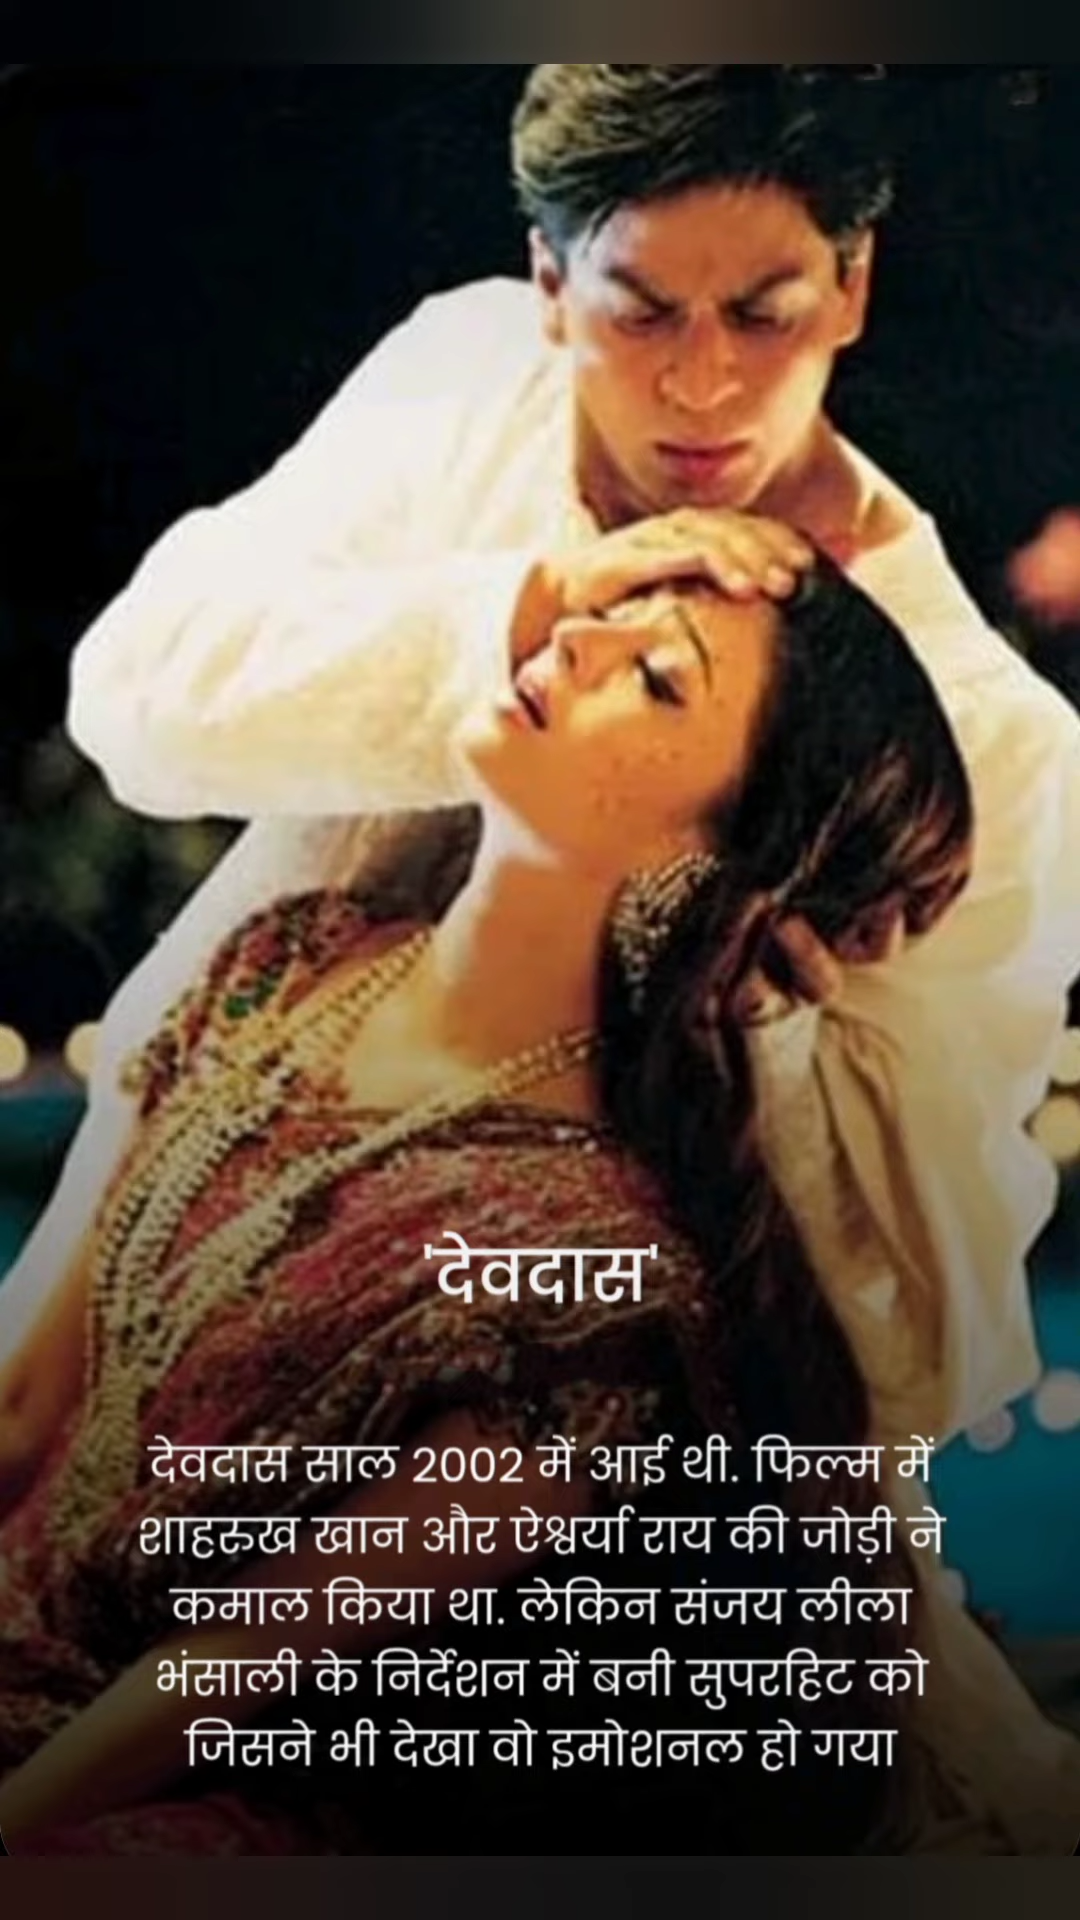 'देवदास'
देवदास साल 2002 में आई थी. फिल्म में
शाहरुख खान और ऐश्वर्या राय की जोड़ी ने
कमाल किया था. लेकिन संजय लीला
भंसाली के निर्देशन में बनी सुपरहिट को
जिसने भी देखा वो इमोशनल हो गया